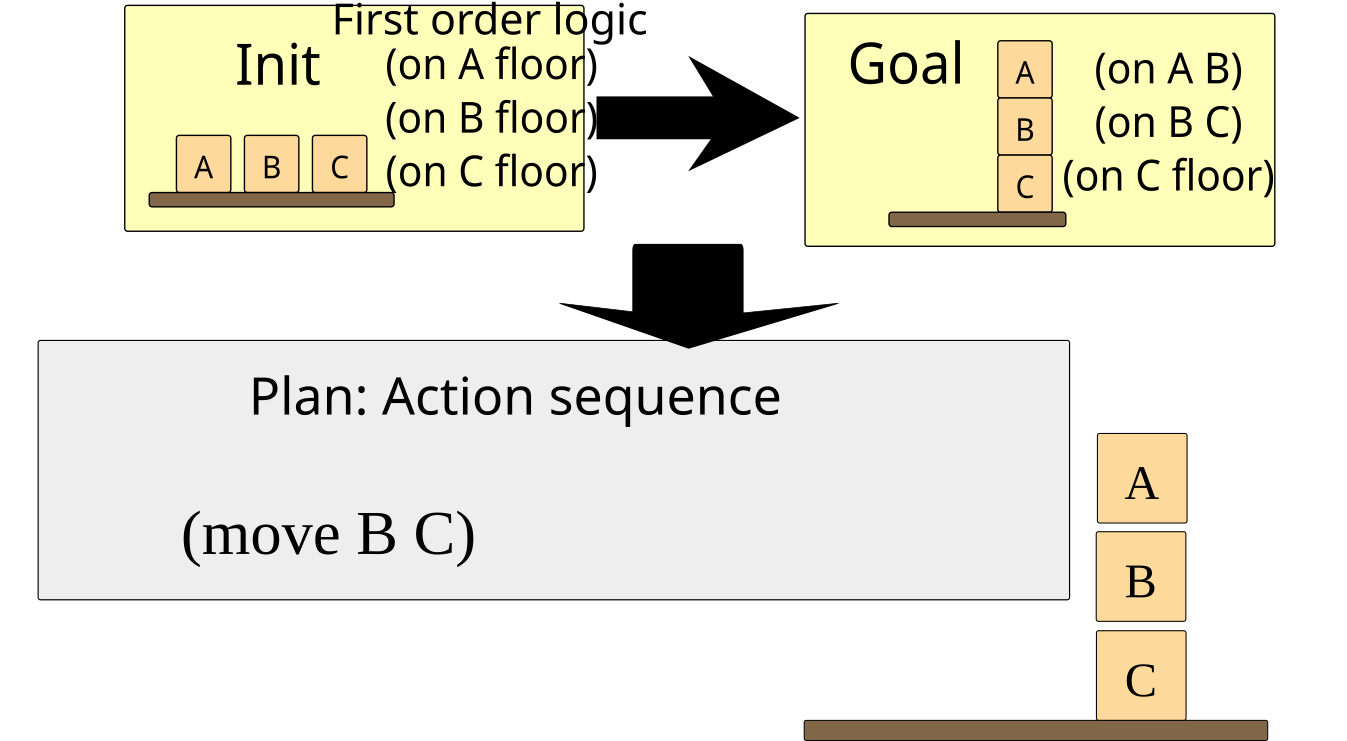 First order logic
Init
(on A floor)
(on B floor)
(on C floor)
A B C
Goal
(on A B)
(on B C)
(on C floor)
A
B
C
Plan: Action sequence
(move B C)
A
B
C